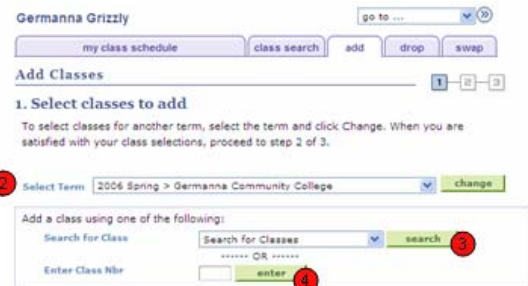 Germanna Grizzly
go to ...
my class schedule
class search
add
drop
swap
Add Classes
1 2 3
1. Select classes to add
To select classes for another term, select the term and click Change. When you are
satisfied with your class selections, proceed to step 2 of 3.
2
Select Term 2006 Spring > Germanna Community College change
Add a class using one of the following:
Search for Class Search for Classes search 3
------ OR ------
Enter Class Nbr enter 4